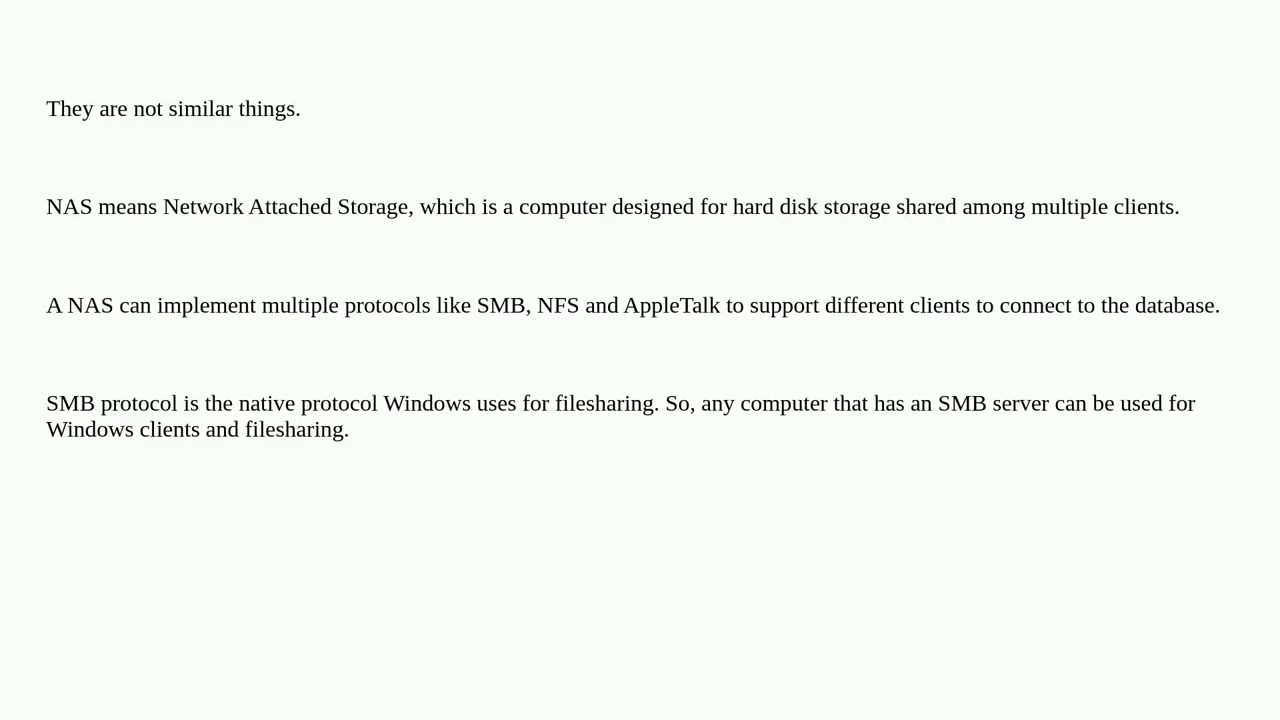 They are not similar things.
NAS means Network Attached Storage, which is a computer designed for hard disk storage shared among multiple clients.
A NAS can implement multiple protocols like SMB, NFS and AppleTalk to support different clients to connect to the database.
SMB protocol is the native protocol Windows uses for filesharing. So, any computer that has an SMB server can be used for
Windows clients and filesharing.